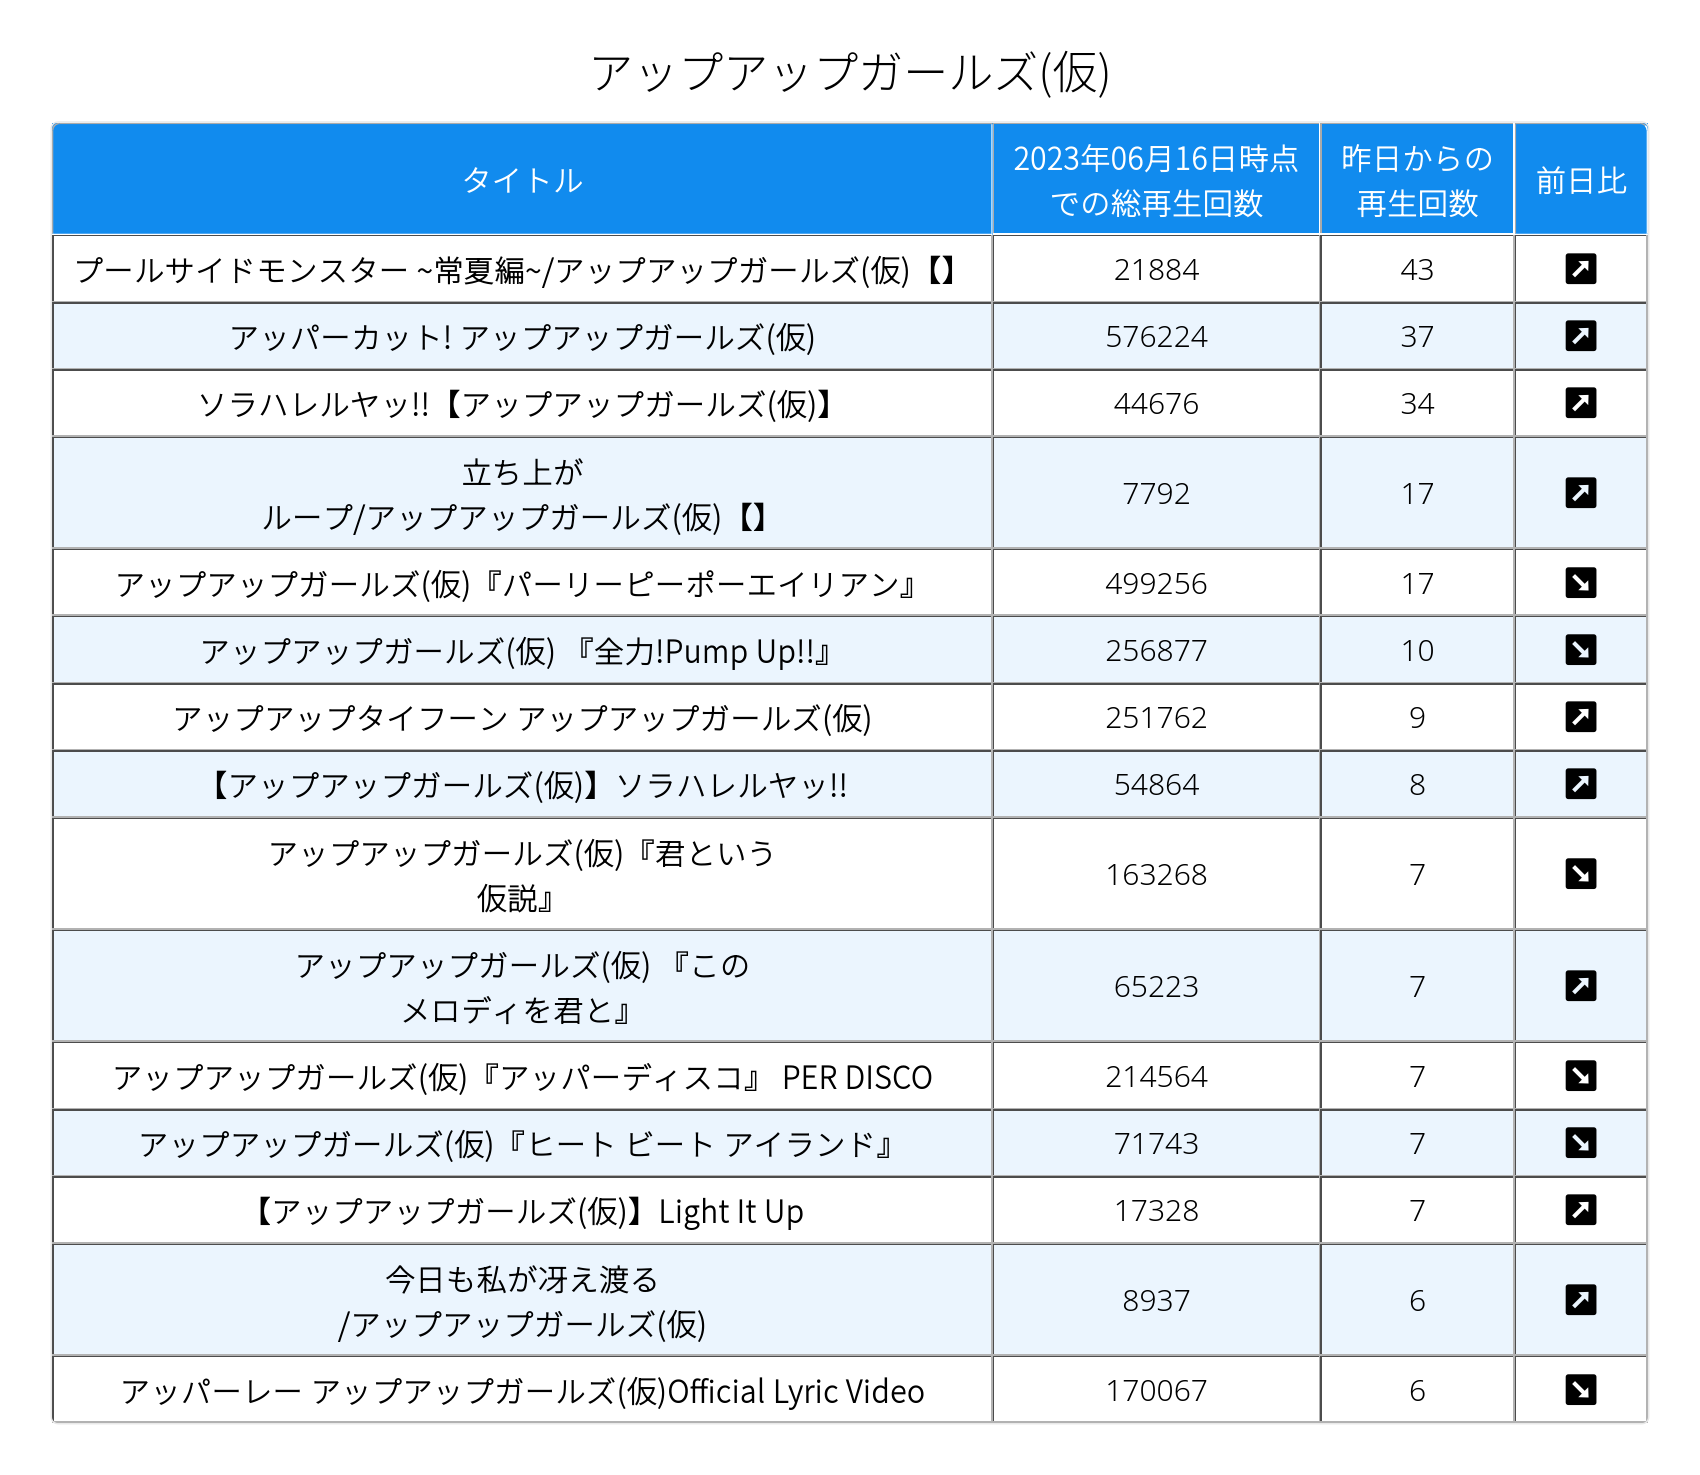 アップアップガールズ(仮)
タイトル
2023年06月16日時点
での総再生回数
昨日からの
再生回数
前日比
プールサイドモンスター ~常夏編~/アップアップガールズ(仮)【】 21884 43
アッパーカット! アップアップガールズ(仮) 576224 37
ソラハレルヤッ!!【アップアップガールズ(仮)】 44676 34
立ち上が
ループ/アップアップガールズ(仮)【】 7792 17
アップアップガールズ(仮)『パーリーピーポーエイリアン』 499256 17
アップアップガールズ(仮) 『全力!Pump Up!!』 256877 10
アップアップタイフーン アップアップガールズ(仮) 251762 9
【アップアップガールズ(仮)】ソラハレルヤッ!! 54864 8
アップアップガールズ(仮)『君という
仮説』 163268 7
アップアップガールズ(仮) 『この
メロディを君と』 65223 7
アップアップガールズ(仮)『アッパーディスコ』 PER DISCO 214564 7
アップアップガールズ(仮)『ヒート ビート アイランド』 71743 7
【アップアップガールズ(仮)】Light It Up 17328 7
今日も私が冴え渡る
/アップアップガールズ(仮) 8937 6
アッパーレー アップアップガールズ(仮)Official Lyric Video 170067 6